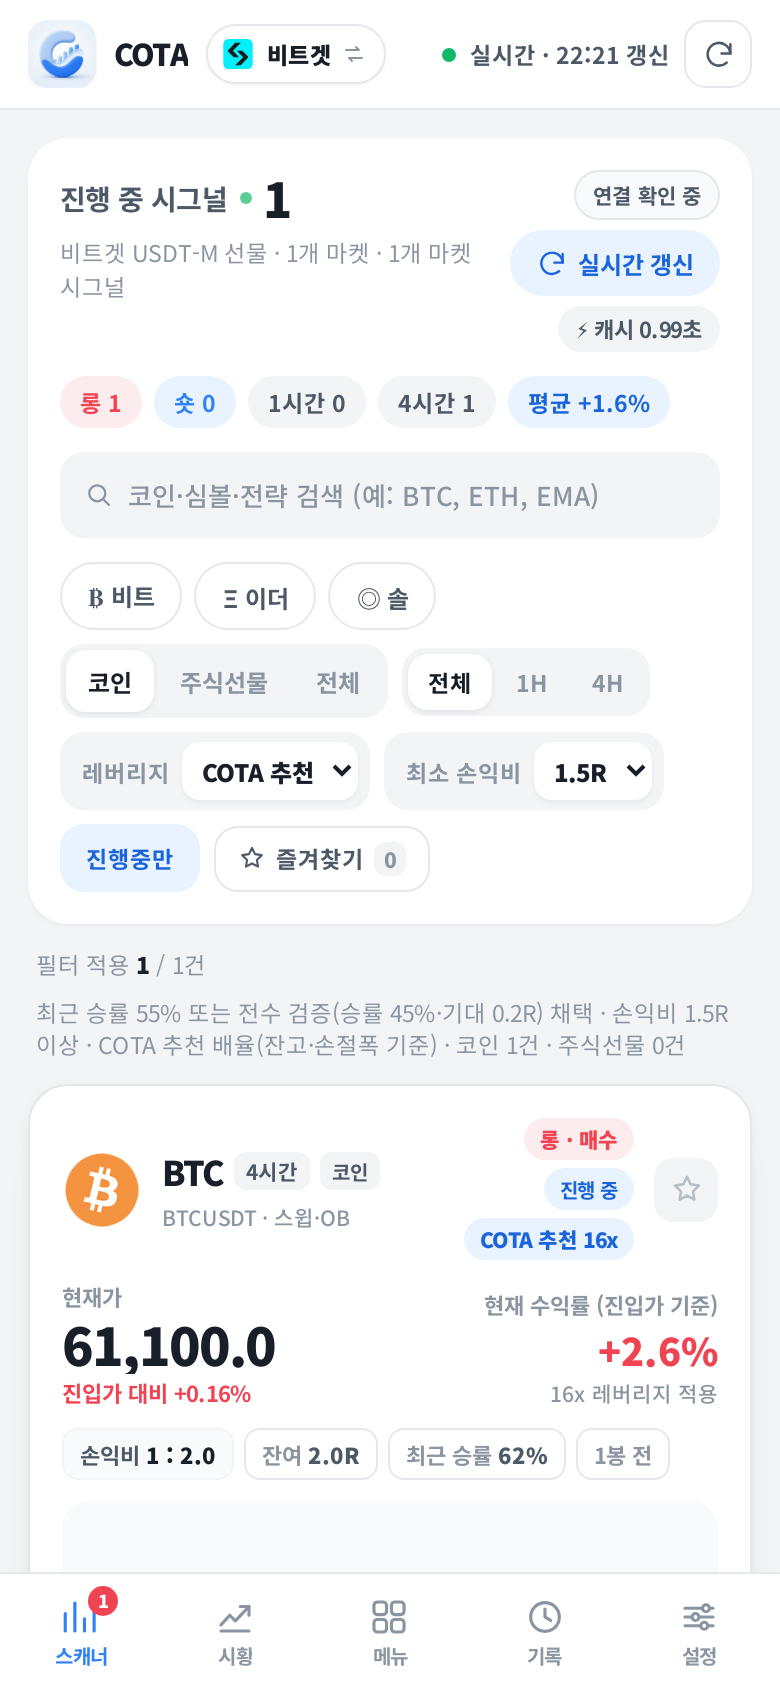 COTA
비트겟
실시간 · 22:21 갱신
진행 중 시그널 1
연결 확인 중
비트겟 USDT-M 선물 · 1개 마켓 · 1개 마켓
시그널
실시간 갱신
⚡ 캐시 0.99초
롱 1
숏 0
1시간 0
4시간 1
평균 +1.6%
코인·심볼·전략 검색 (예: BTC, ETH, EMA)
₿ 비트
Ξ 이더
◎ 솔
코인
주식선물
전체
전체
1H
4H
레버리지
COTA 추천
최소 손익비
1.5R
진행중만
즐겨찾기 0
필터 적용 1 / 1건
최근 승률 55% 또는 전수 검증(승률 45%·기대 0.2R) 채택 · 손익비 1.5R
이상 · COTA 추천 배율(잔고·손절폭 기준) · 코인 1건 · 주식선물 0건
롱 · 매수
BTC
4시간
코인
진행 중
BTCUSDT · 스윕·OB
COTA 추천 16x
현재가
61,100.0
진입가 대비 +0.16%
현재 수익률 (진입가 기준)
+2.6%
16x 레버리지 적용
손익비 1 : 2.0
잔여 2.0R
최근 승률 62%
1봉 전
1
스캐너
시황
메뉴
기록
설정